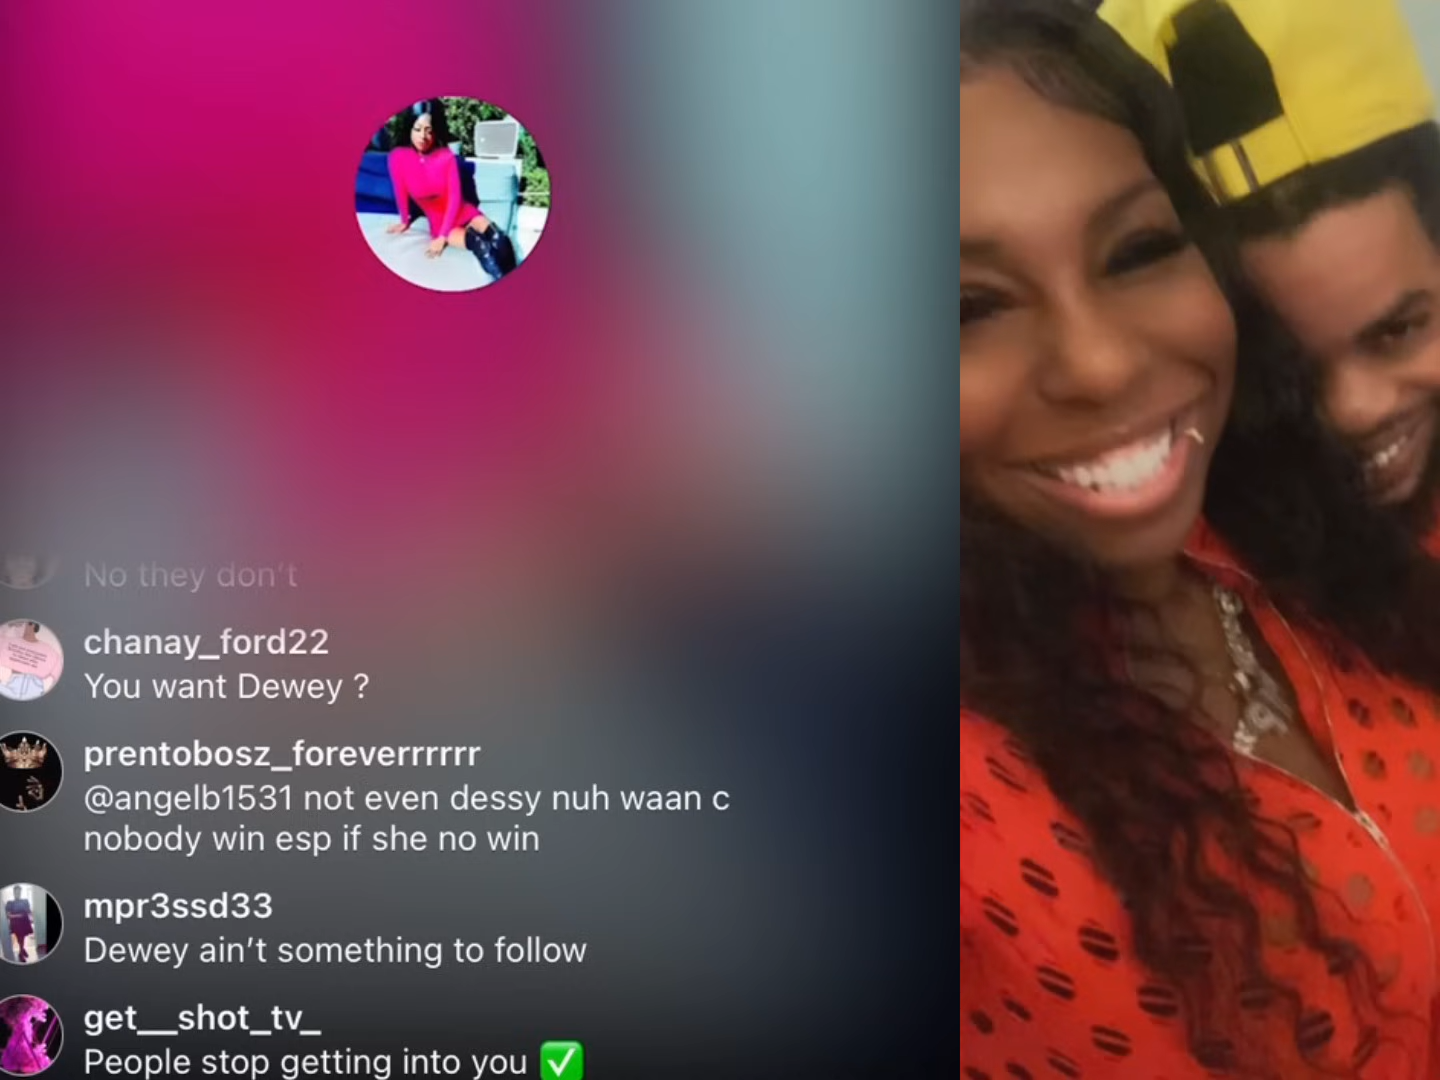 No they don't
chanay_ford22
You want Dewey ?
prentobosz_foreverrrrrr
@angelb1531 not even dessy nuh waan c
nobody win esp if she no win
mpr3ssd33
Dewey ain't something to follow
get__shot_tv_
People stop getting into you ✅